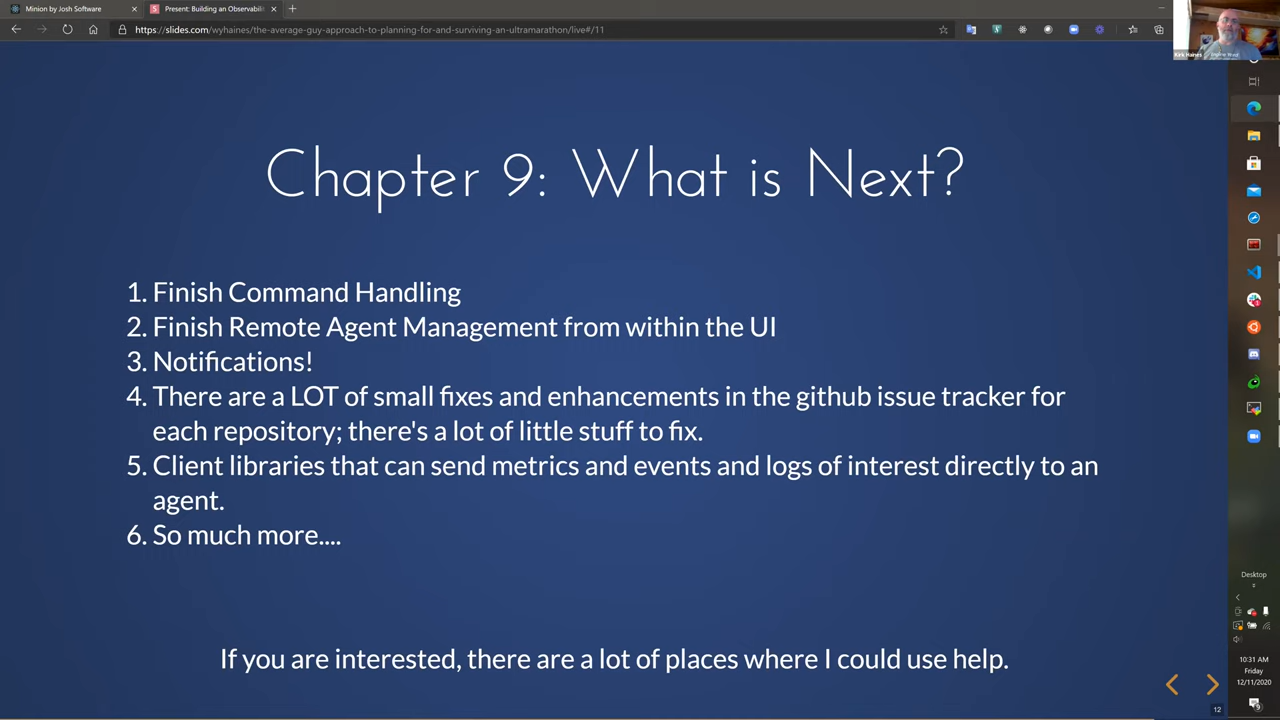 Minion by Josh Software
Present: Building an Observabili
https://slides.com/wyhaines/the-average-guy-approach-to-planning-for-and-surviving-an-ultramarathon/live#/11
Kirk Haines
Chapter 9: What is Next?
1. Finish Command Handling
2. Finish Remote Agent Management from within the UI
3. Notifications!
4. There are a LOT of small fixes and enhancements in the github issue tracker for
each repository; there's a lot of little stuff to fix.
5. Client libraries that can send metrics and events and logs of interest directly to an
agent.
6. So much more....
If you are interested, there are a lot of places where I could use help.
12
Desktop
10:31 AM
Friday
12/11/2020